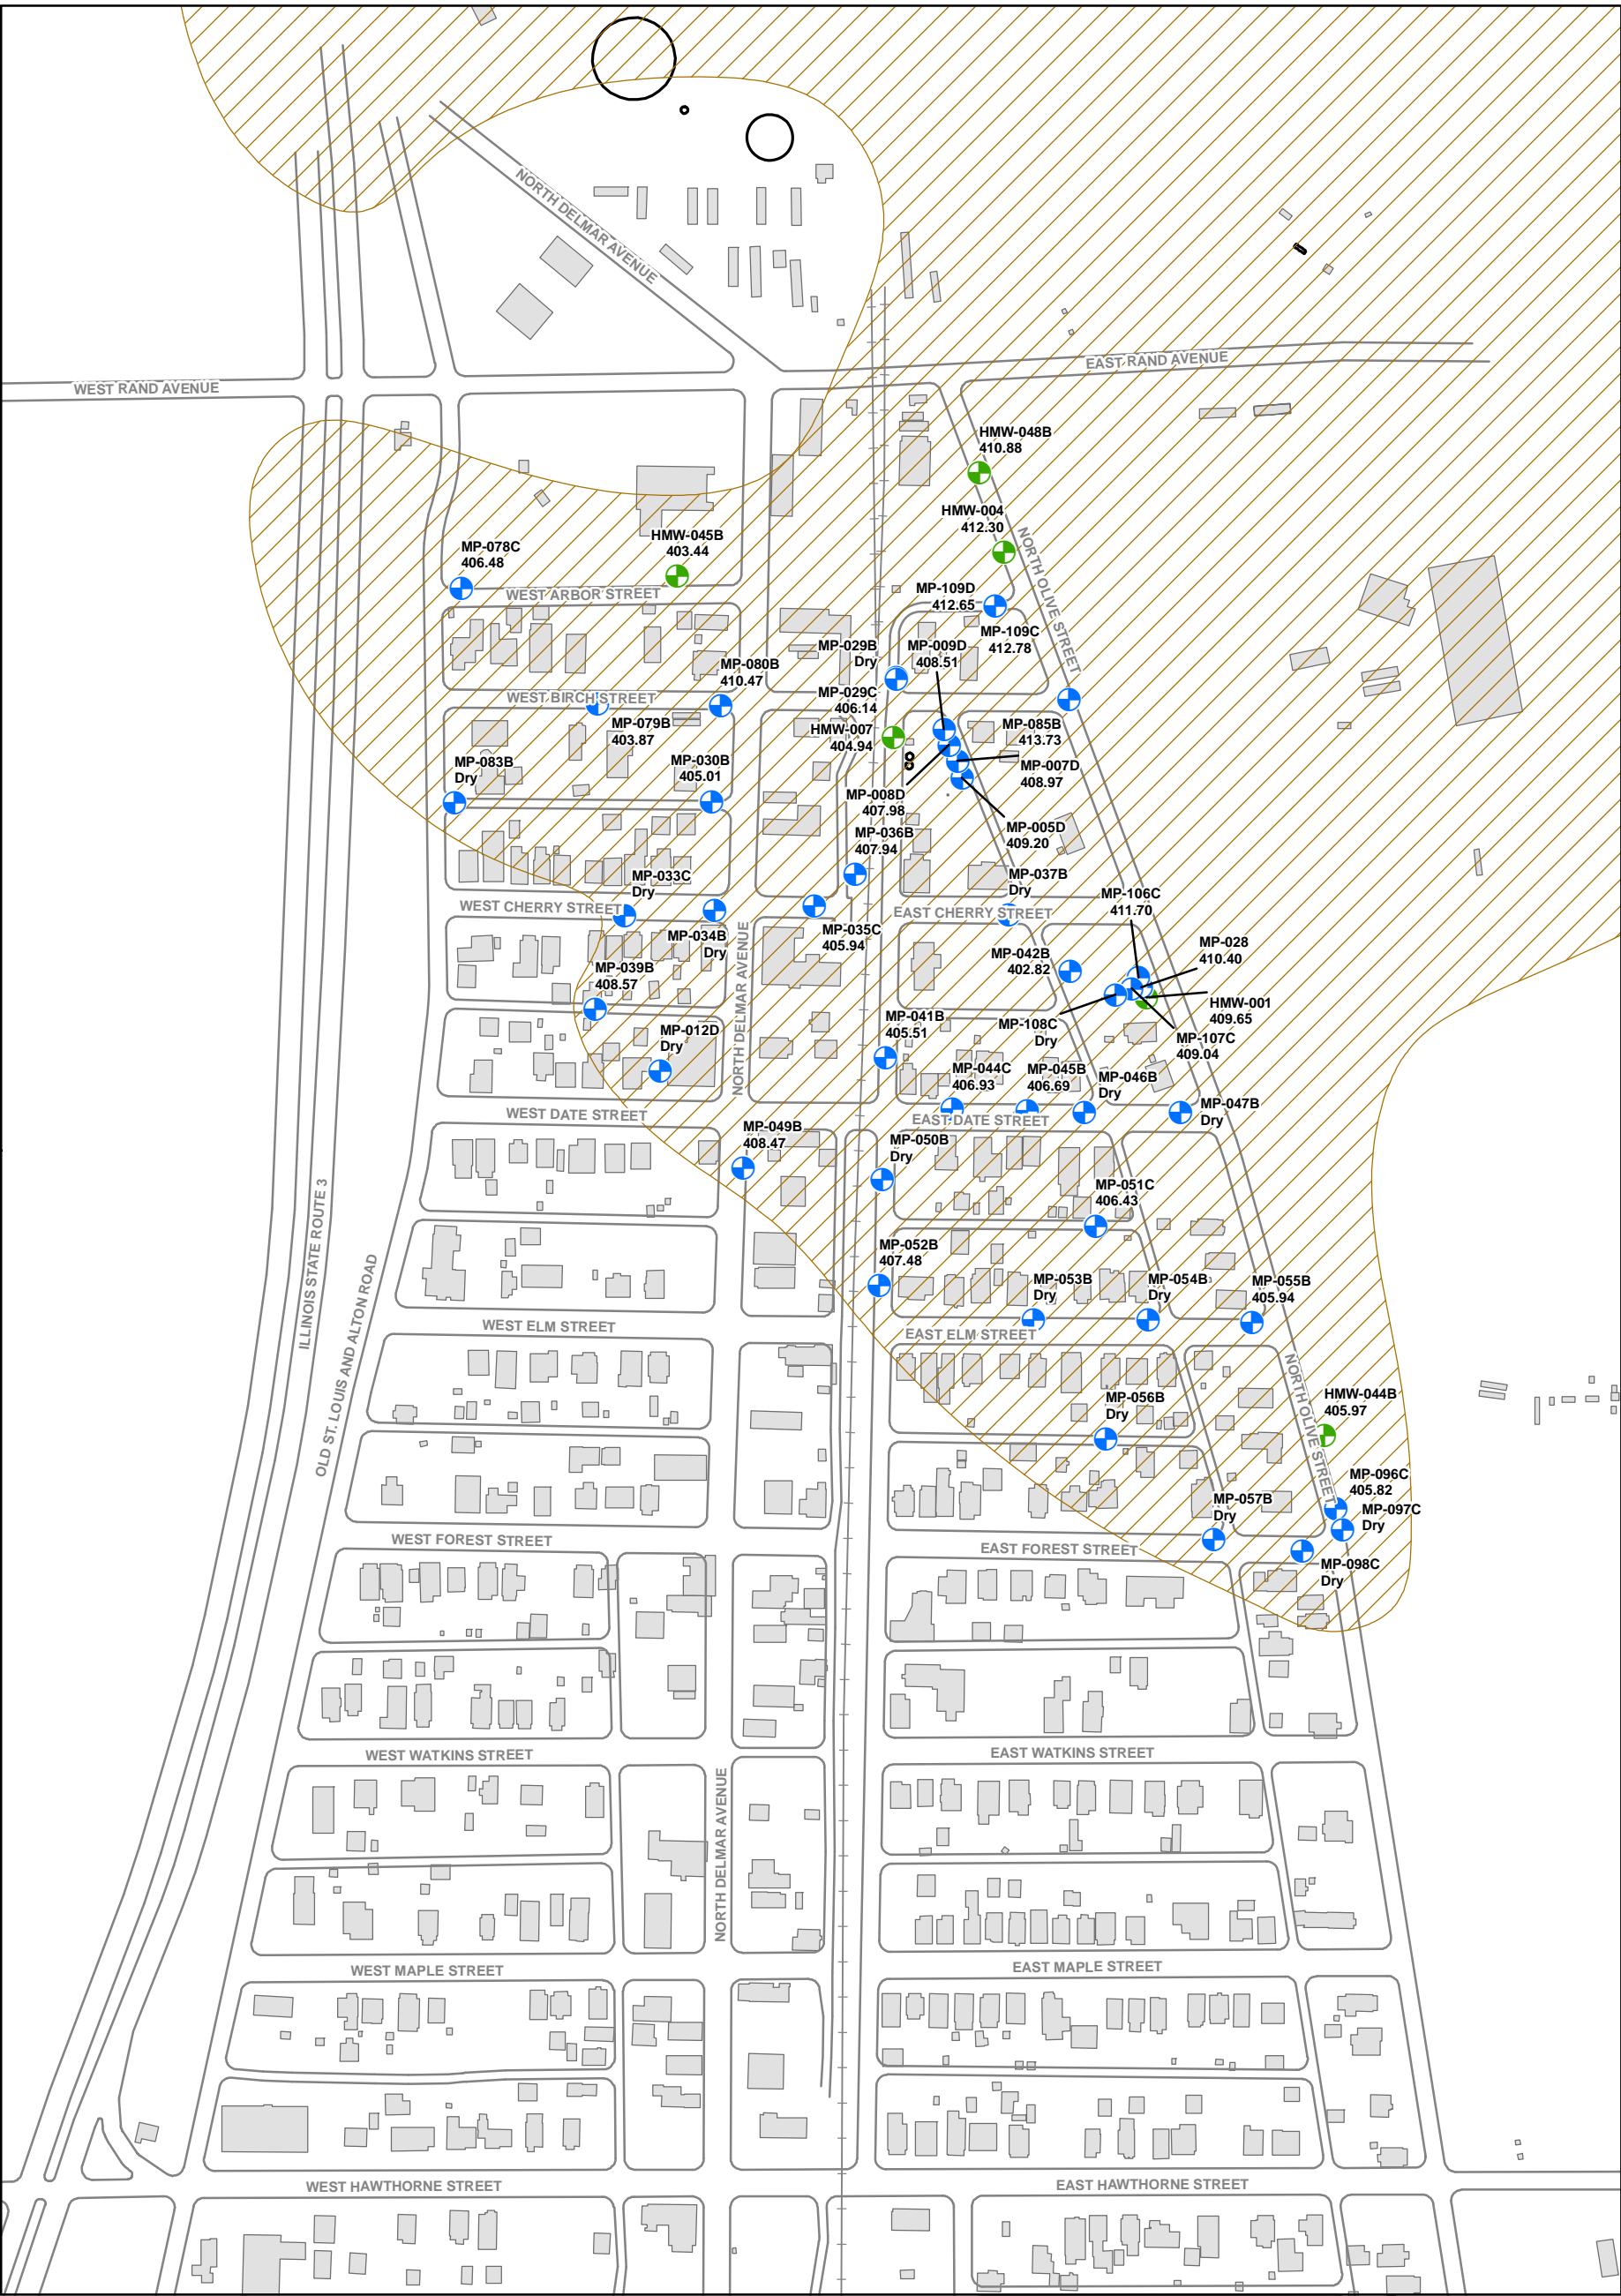 NORTH DELMAR AVENUE
EAST RAND AVENUE
WEST RAND AVENUE
HMW-048B
410.88
HMW-004
412.30
NORTH OLIVE STREET
HMW-045B
403.44
MP-078C
406.48
WEST ARBOR STREET
MP-109D
412.65
MP-109C
412.78
MP-029B
Dry
MP-009D
408.51
MP-080B
410.47
WEST BIRCH STREET
MP-029C
406.14
MP-079B
403.87
HMW-007
404.94
MP-085B
413.73
MP-083B
Dry
MP-030B
405.01
MP-007D
408.97
MP-008D
407.98
MP-005D
409.20
MP-036B
407.94
MP-033C
Dry
MP-037B
Dry
MP-106C
411.70
WEST CHERRY STREET
EAST CHERRY STREET
MP-034B
Dry
MP-035C
405.94
MP-028
410.40
MP-042B
402.82
MP-039B
408.57
NORTH DELMAR AVENUE
HMW-001
409.65
MP-041B
405.51
MP-108C
Dry
MP-012D
Dry
MP-107C
409.04
MP-044C
406.93
MP-045B
406.69
MP-046B
Dry
MP-047B
Dry
WEST DATE STREET
EAST DATE STREET
MP-049B
408.47
MP-050B
Dry
MP-051C
406.43
ILLINOIS STATE ROUTE 3
OLD ST. LOUIS AND ALTON ROAD
MP-052B
407.48
MP-053B
Dry
MP-054B
Dry
MP-055B
405.94
WEST ELM STREET
EAST ELM STREET
NORTH OLIVE STREET
MP-056B
Dry
HMW-044B
405.97
MP-096C
405.82
MP-057B
Dry
MP-097C
Dry
WEST FOREST STREET
EAST FOREST STREET
MP-098C
Dry
WEST WATKINS STREET
EAST WATKINS STREET
NORTH DELMAR AVENUE
WEST MAPLE STREET
EAST MAPLE STREET
WEST HAWTHORNE STREET
EAST HAWTHORNE STREET